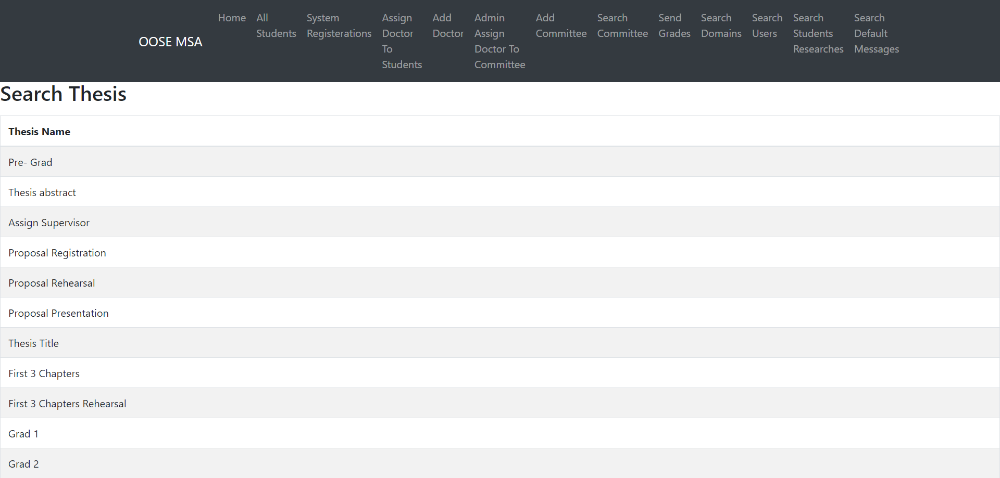 OOSE MSA
Home
All
Students
System
Registerations
Assign
Doctor
To
Students
Add
Doctor
Admin
Assign
Doctor To
Committee
Add
Committee
Search
Committee
Send
Grades
Search
Domains
Search
Users
Search
Students
Researches
Search
Default
Messages
Search Thesis
Thesis Name
Pre- Grad
Thesis abstract
Assign Supervisor
Proposal Registration
Proposal Rehearsal
Proposal Presentation
Thesis Title
First 3 Chapters
First 3 Chapters Rehearsal
Grad 1
Grad 2